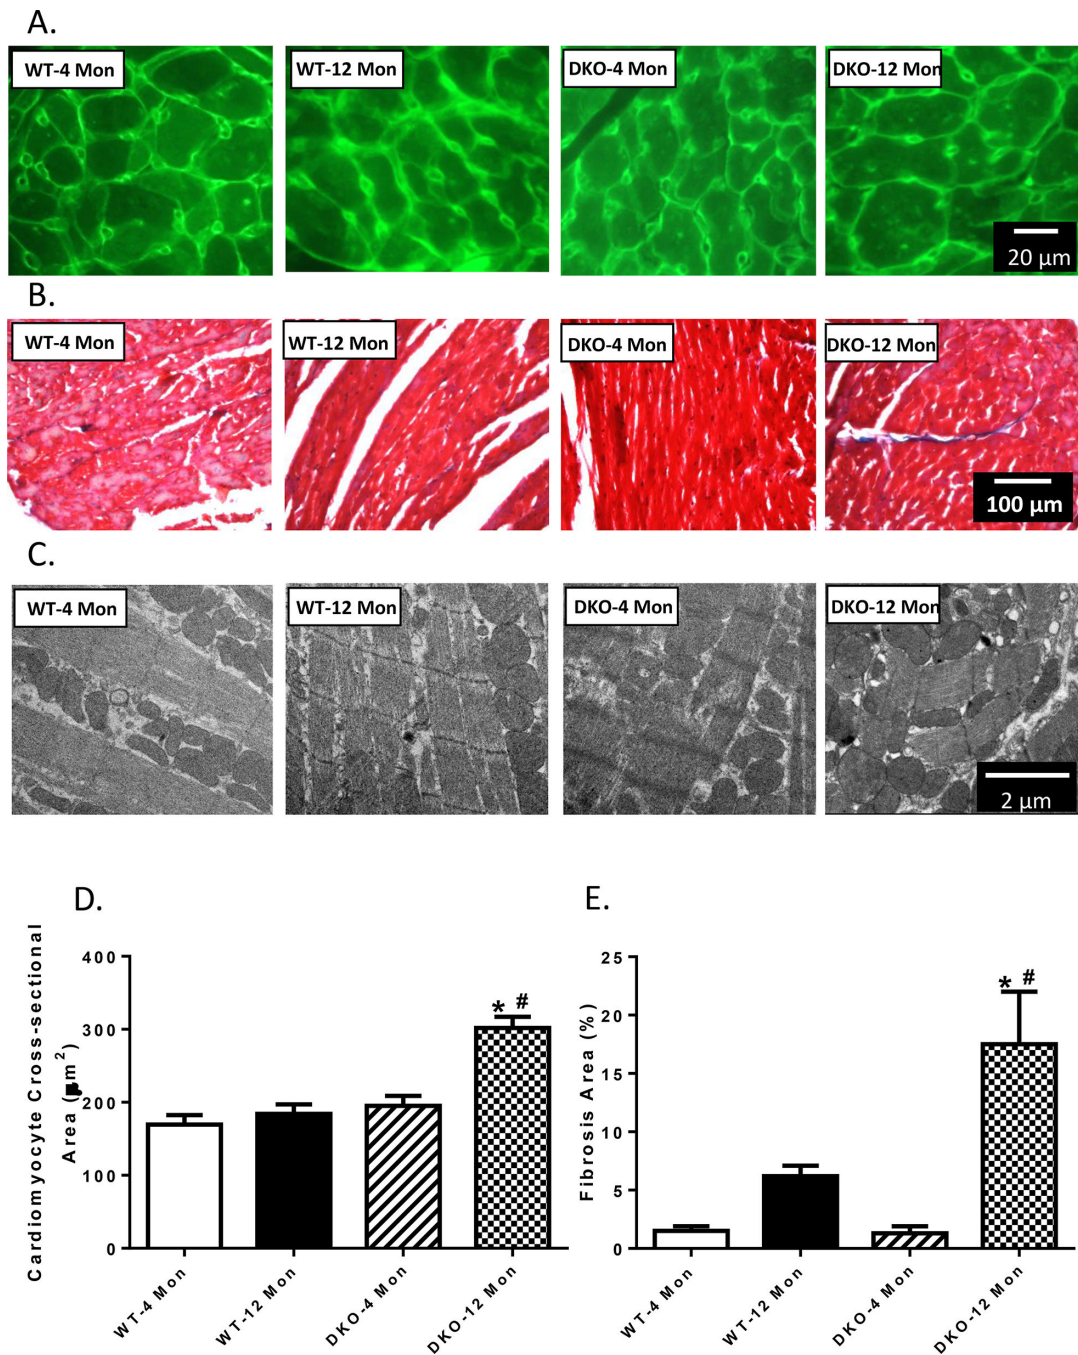 A.
WT-4 Mon
WT-12 Mon
DKO-4 Mon
DKO-12 Mon
20 µm
B.
WT-4 Mon
WT-12 Mon
DKO-4 Mon
DKO-12 Mon
100 µm
C.
WT-4 Mon
WT-12 Mon
DKO-4 Mon
DKO-12 Mon
2 µm
D.
Cardiomyocyte Cross-sectional
Area (µm²)
400
300
200
100
0
* #
WT-4 Mon
WT-12 Mon
DKO-4 Mon
DKO-12 Mon
E.
Fibrosis Area (%)
25
20
15
10
5
0
* #
WT-4 Mon
WT-12 Mon
DKO-4 Mon
DKO-12 Mon